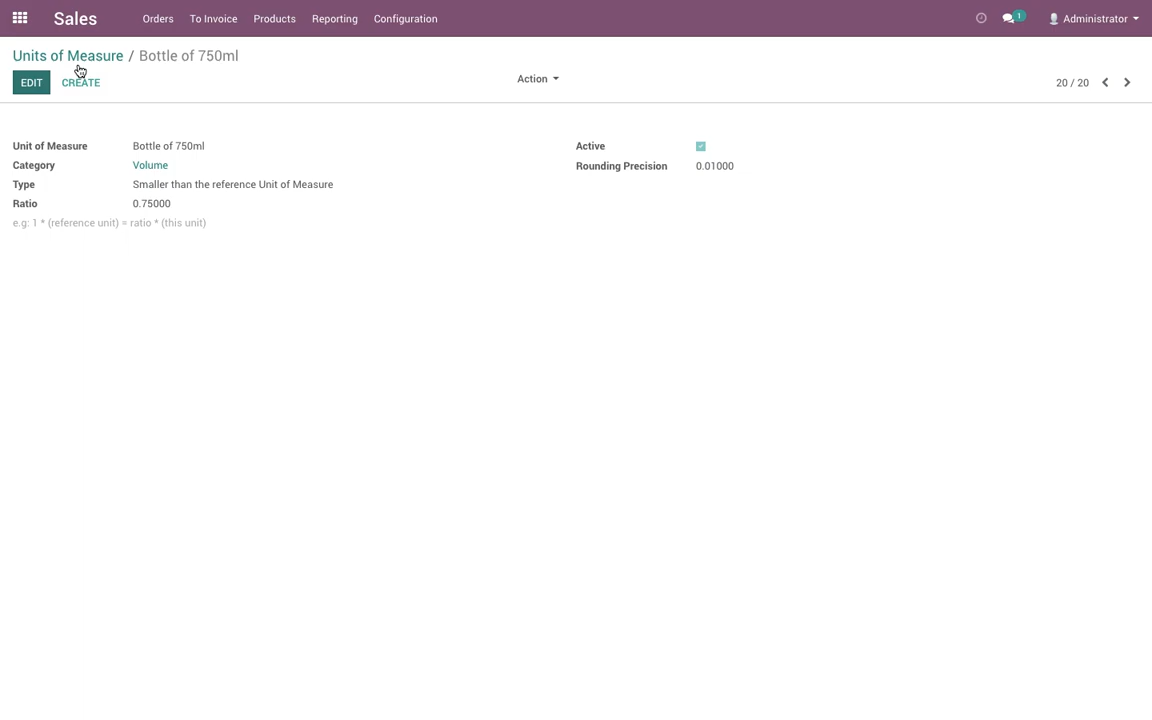 Sales Orders To Invoice Products Reporting Configuration 1 Administrator
Units of Measure / Bottle of 750ml
EDIT CREATE Action 20 / 20
Unit of Measure Bottle of 750ml Active
Category Volume Rounding Precision 0.01000
Type Smaller than the reference Unit of Measure
Ratio 0.75000
e.g: 1 * (reference unit) = ratio * (this unit)